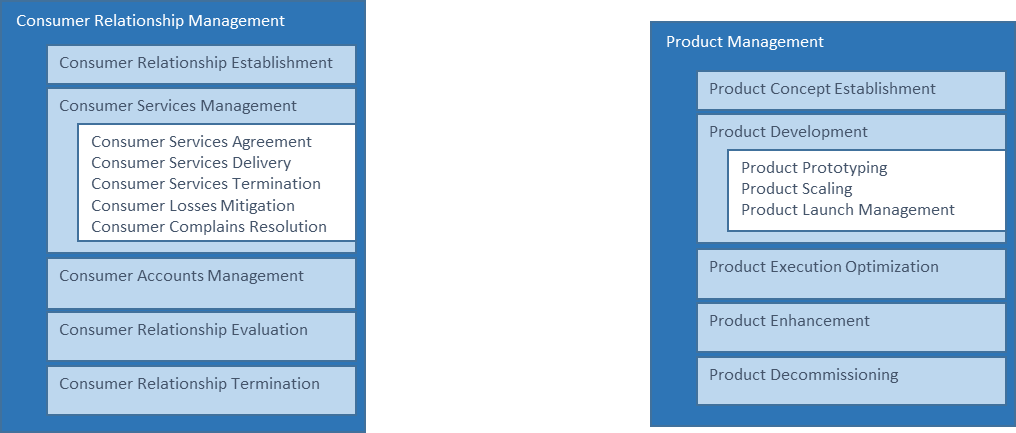 Consumer Relationship Management
Consumer Relationship Establishment
Consumer Services Management
Consumer Services Agreement
Consumer Services Delivery
Consumer Services Termination
Consumer Losses Mitigation
Consumer Complains Resolution
Consumer Accounts Management
Consumer Relationship Evaluation
Consumer Relationship Termination
Product Management
Product Concept Establishment
Product Development
Product Prototyping
Product Scaling
Product Launch Management
Product Execution Optimization
Product Enhancement
Product Decommissioning